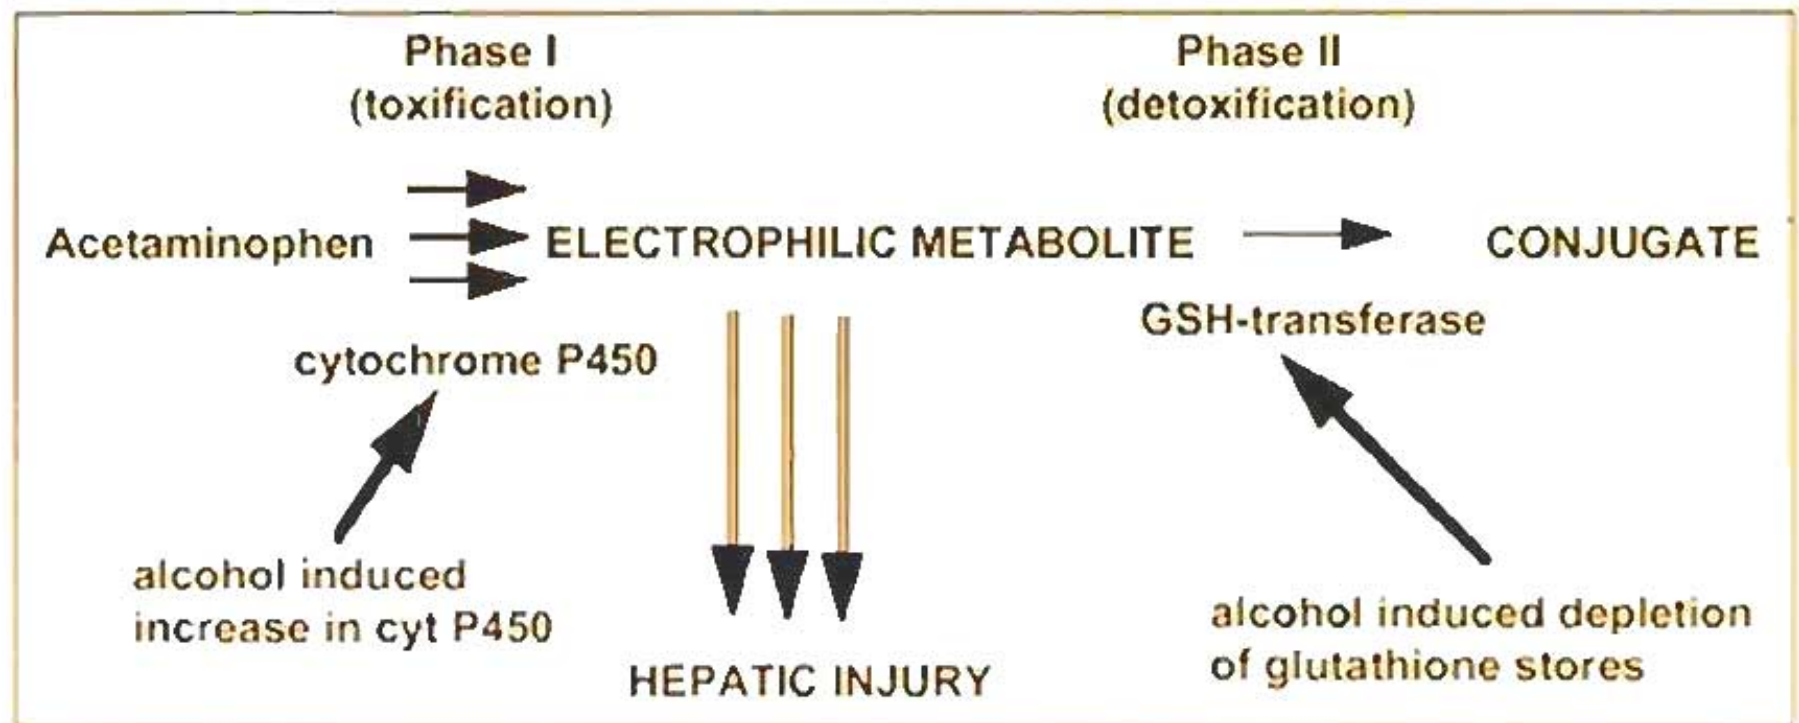 Phase I
(toxification)
Phase II
(detoxification)
Acetaminophen
ELECTROPHILIC METABOLITE
CONJUGATE
cytochrome P450
GSH-transferase
alcohol induced
increase in cyt P450
HEPATIC INJURY
alcohol induced depletion
of glutathione stores